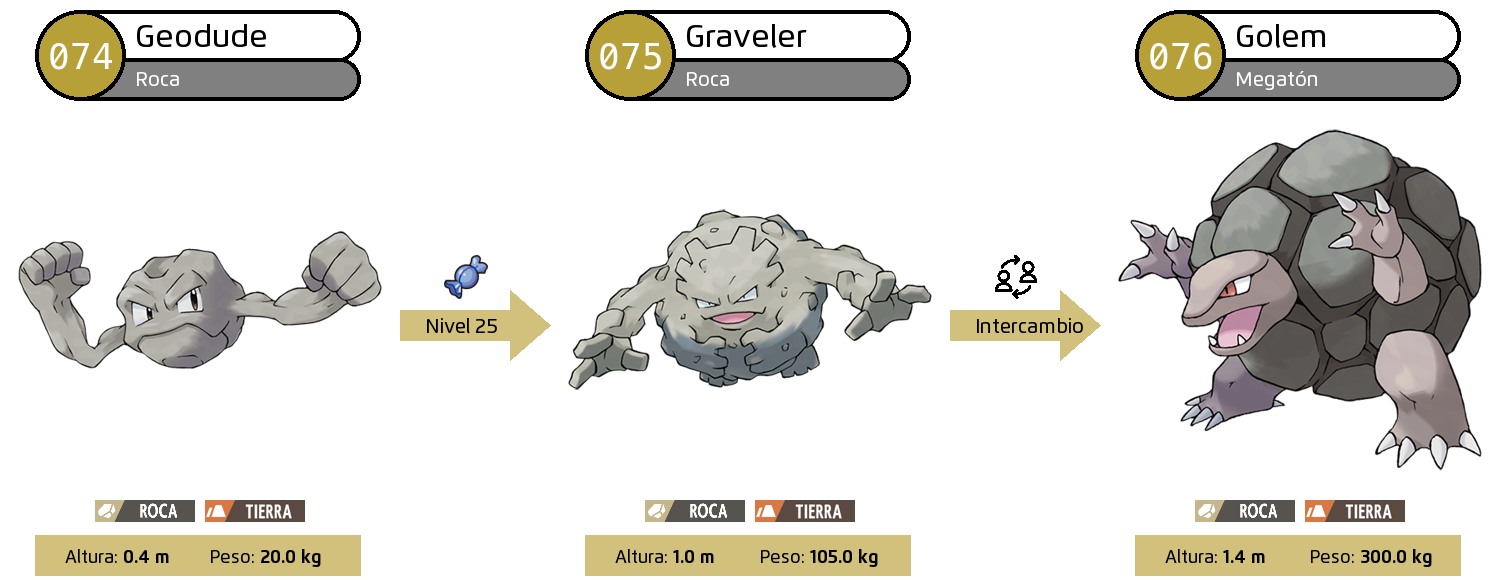 074
Geodude
Roca
075
Graveler
Roca
076
Golem
Megatón
Nivel 25
Intercambio
ROCA TIERRA
ROCA TIERRA
ROCA TIERRA
Altura: 0.4 m Peso: 20.0 kg
Altura: 1.0 m Peso: 105.0 kg
Altura: 1.4 m Peso: 300.0 kg